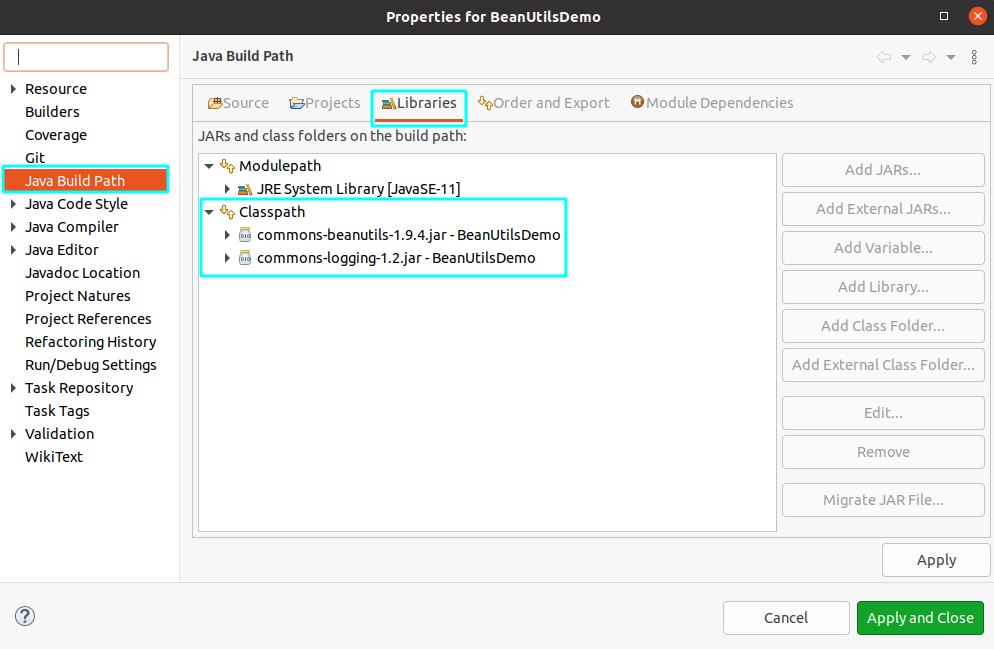 Properties for BeanUtilsDemo
Java Build Path
Resource
Builders
Coverage
Git
Java Build Path
Java Code Style
Java Compiler
Java Editor
Javadoc Location
Project Natures
Project References
Refactoring History
Run/Debug Settings
Task Repository
Task Tags
Validation
WikiText
Source Projects Libraries Order and Export Module Dependencies
JARs and class folders on the build path:
Modulepath
JRE System Library [JavaSE-11]
Classpath
commons-beanutils-1.9.4.jar - BeanUtilsDemo
commons-logging-1.2.jar - BeanUtilsDemo
Add JARs...
Add External JARs...
Add Variable...
Add Library...
Add Class Folder...
Add External Class Folder...
Edit...
Remove
Migrate JAR File...
Apply
Cancel
Apply and Close